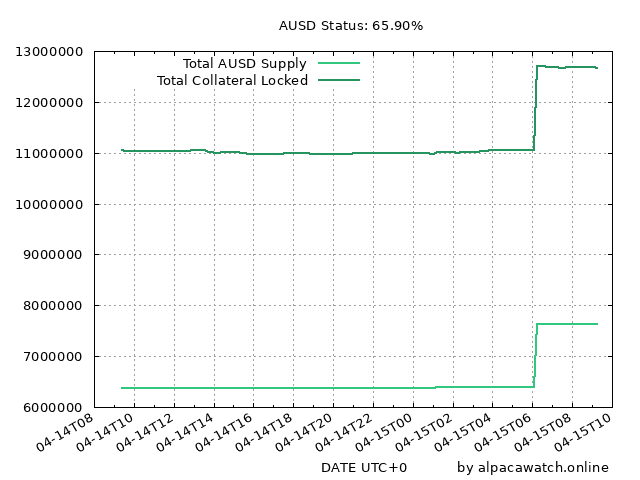 AUSD Status: 65.90%
13000000
Total AUSD Supply
Total Collateral Locked
12000000
11000000
10000000
9000000
8000000
7000000
6000000
04-14T08
04-14T10
04-14T12
04-14T14
04-14T16
04-14T18
04-14T20
04-14T22
04-15T00
04-15T02
04-15T04
04-15T06
04-15T08
04-15T10
DATE UTC+0
by alpacawatch.online